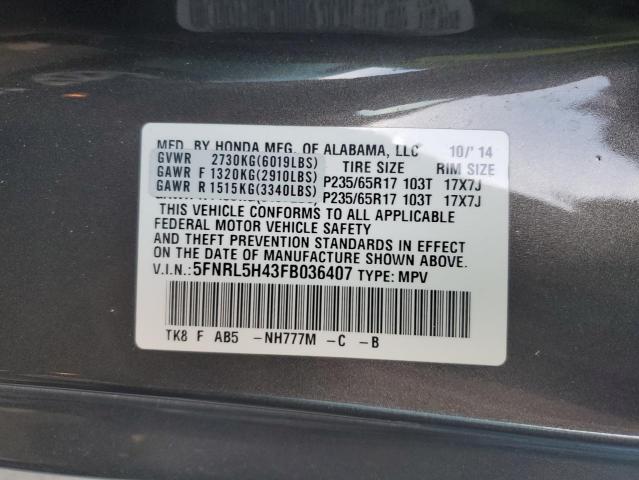 MFD. BY HONDA MFG. OF ALABAMA, LLC 10/'14
GVWR 2730KG(6019LBS) TIRE SIZE RIM SIZE
GAWR F 1320KG(2910LBS) P235/65R17 103T 17X7J
GAWR R 1515KG(3340LBS) P235/65R17 103T 17X7J
THIS VEHICLE CONFORMS TO ALL APPLICABLE
FEDERAL MOTOR VEHICLE SAFETY
AND THEFT PREVENTION STANDARDS IN EFFECT
ON THE DATE OF MANUFACTURE SHOWN ABOVE.
V.I.N.: 5FNRL5H43FB036407 TYPE: MPV
TK8 F AB5 -NH777M -C -B